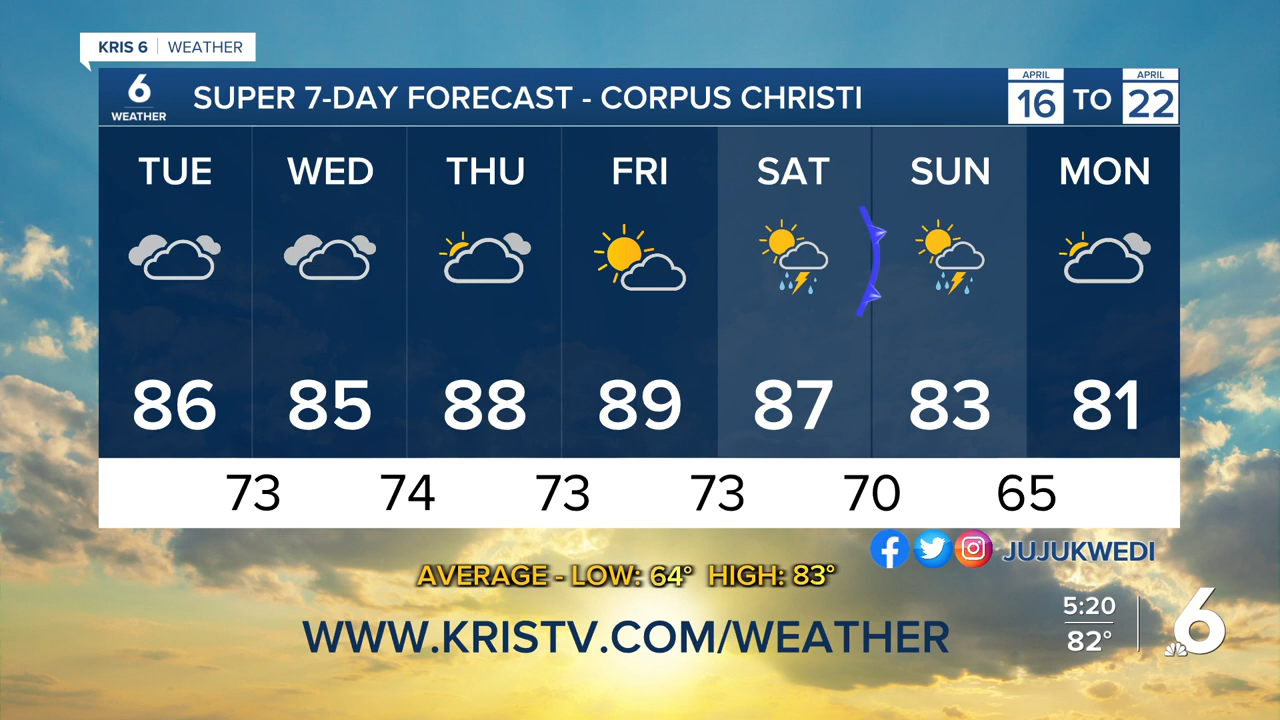 KRIS 6 | WEATHER
6
WEATHER
SUPER 7-DAY FORECAST - CORPUS CHRISTI
APRIL 16 TO APRIL 22
TUE WED THU FRI SAT SUN MON
86 85 88 89 87 83 81
73 74 73 73 70 65
JUJUKWEDI
AVERAGE - LOW: 64° HIGH: 83°
WWW.KRISTV.COM/WEATHER
5:20
82°
6